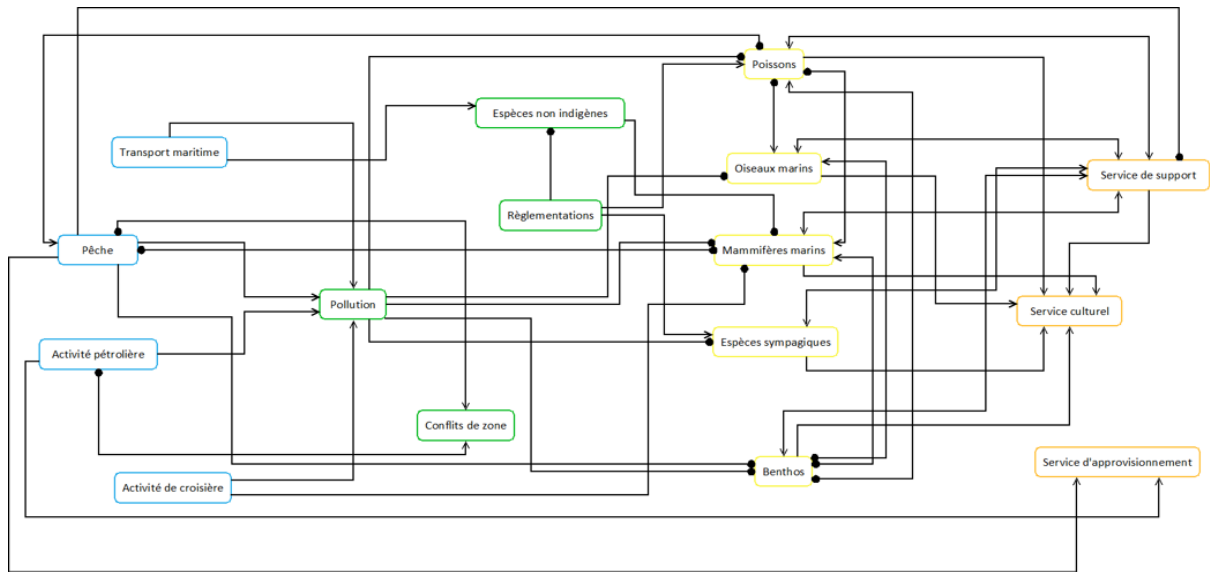 Poissons
Espèces non indigènes
Transport maritime
Oiseaux marins
Service de support
Règlementations
Pêche
Mammifères marins
Pollution
Service culturel
Espèces sympagiques
Activité pétrolière
Conflits de zone
Service d'approvisionnement
Benthos
Activité de croisière